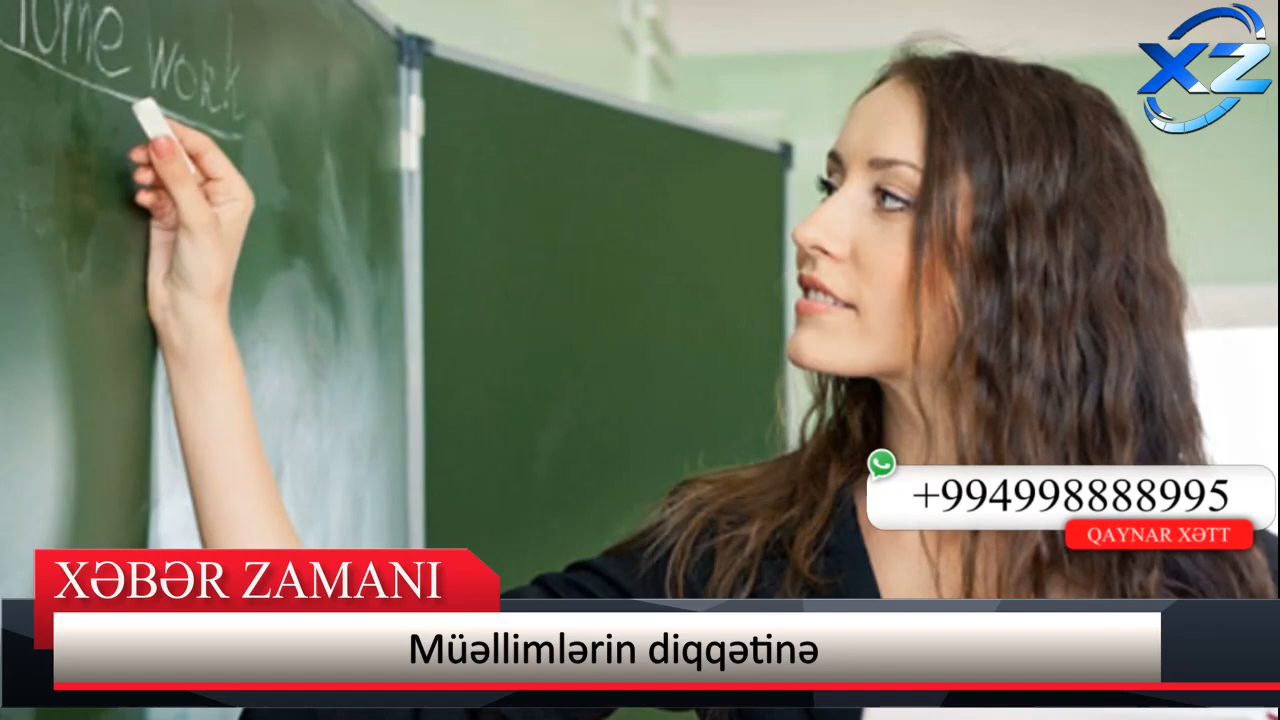 Home work
XZ
+994998888995
QAYNAR XƏTT
XƏBƏR ZAMANI
Müəllimlərin diqqətinə